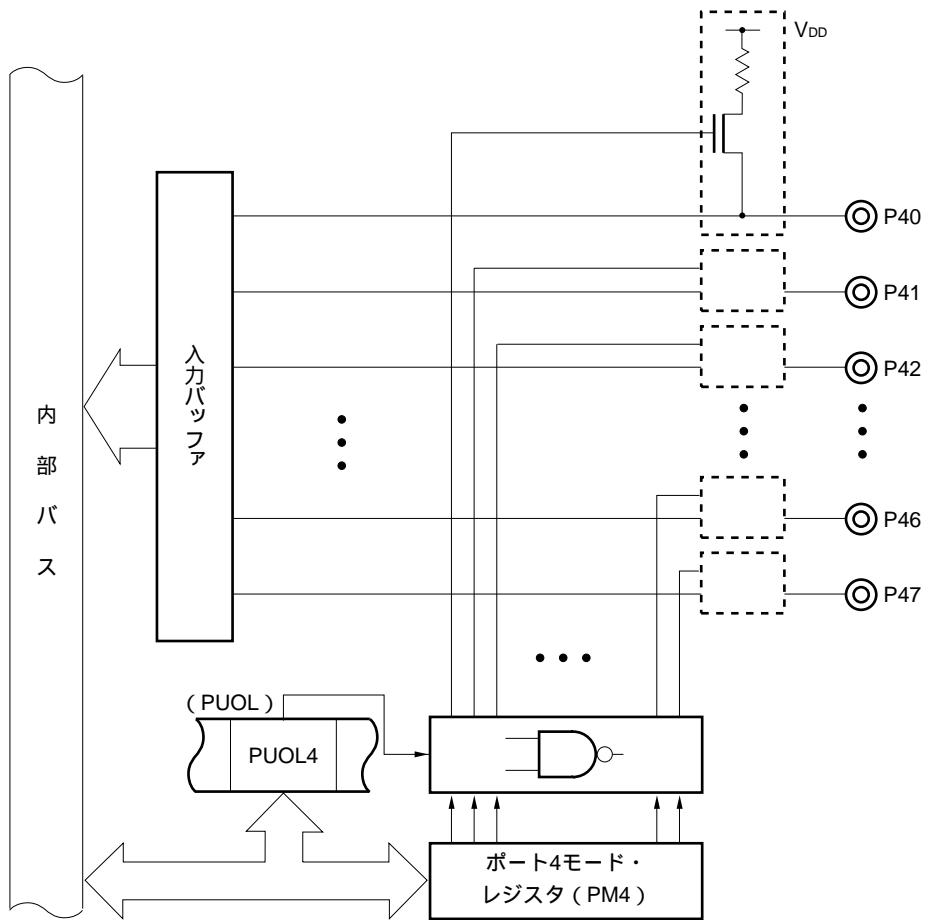 VDD
P40
P41
P42
P46
P47
入力バッファ
内部バス
(PUOL)
PUOL4
ポート4モード・
レジスタ(PM4)